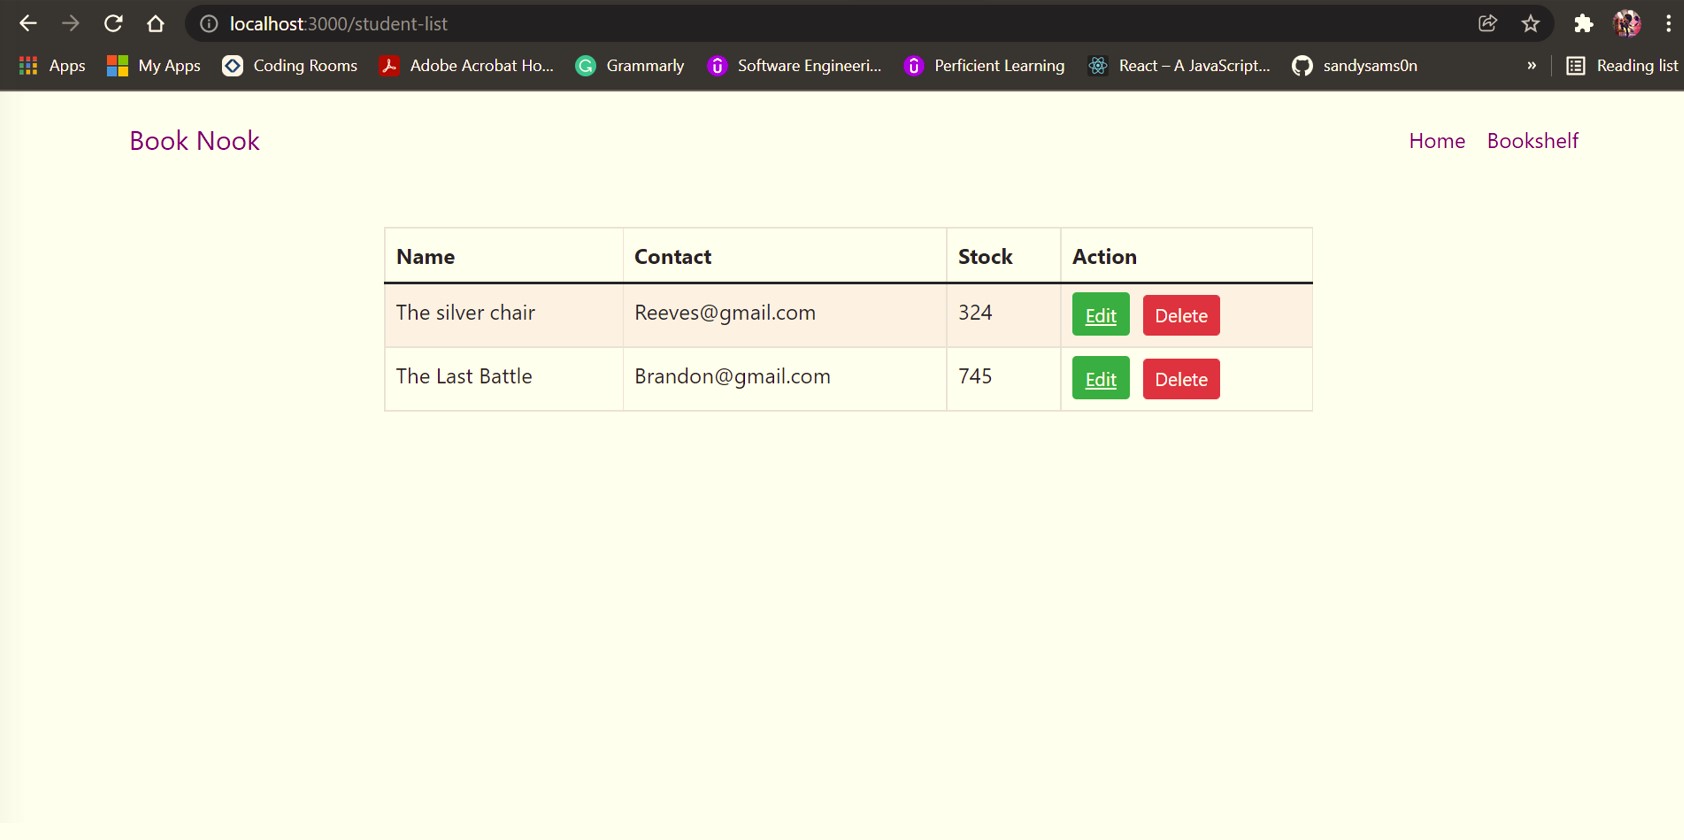 localhost:3000/student-list
Apps My Apps Coding Rooms Adobe Acrobat Ho... Grammarly Software Engineeri... Perficient Learning React – A JavaScript... sandysams0n » Reading list
Book Nook Home Bookshelf
Name Contact Stock Action
The silver chair Reeves@gmail.com 324 Edit Delete
The Last Battle Brandon@gmail.com 745 Edit Delete